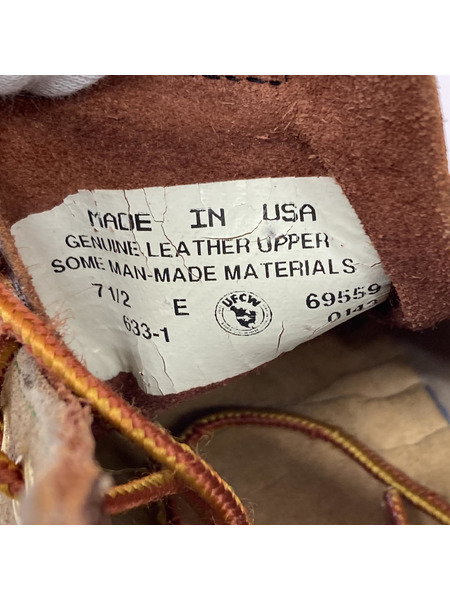 MADE IN USA
GENUINE LEATHER UPPER
SOME MAN-MADE MATERIALS
7 1/2 E UFCW 69559
633-1